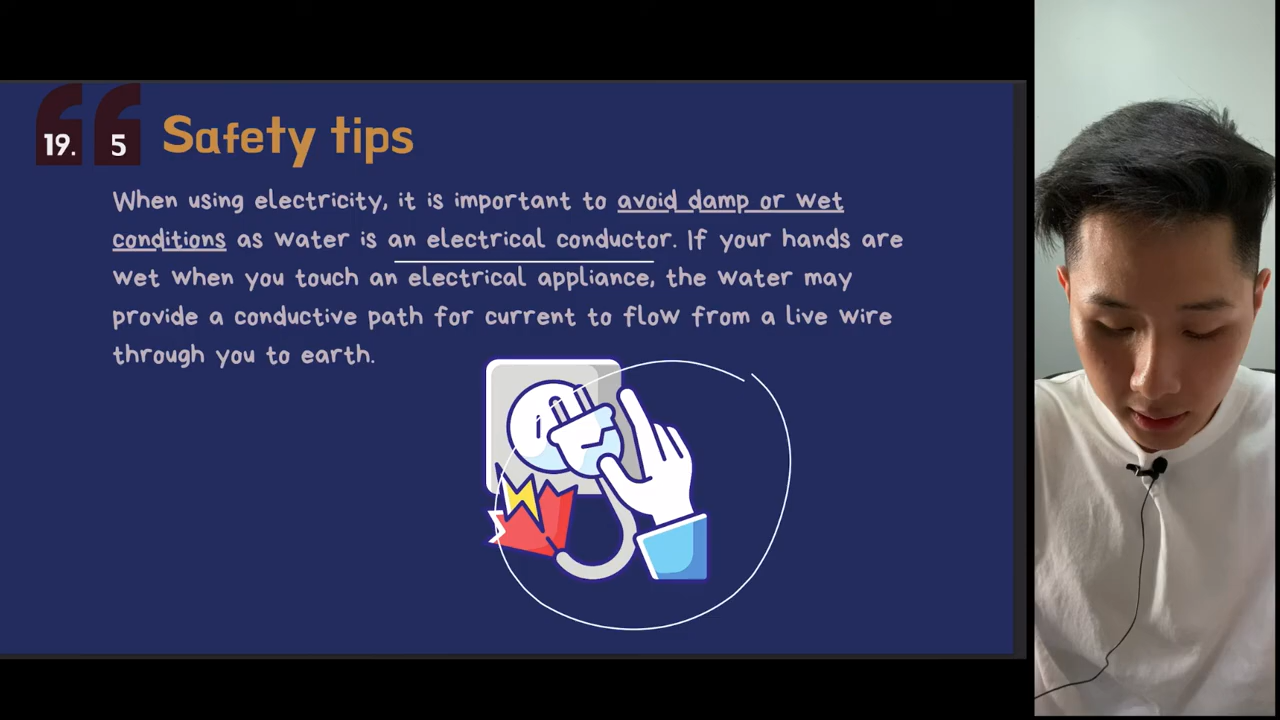 19. 5 Safety tips
When using electricity, it is important to avoid damp or wet
conditions as water is an electrical conductor. If your hands are
wet when you touch an electrical appliance, the water may
provide a conductive path for current to flow from a live wire
through you to earth.